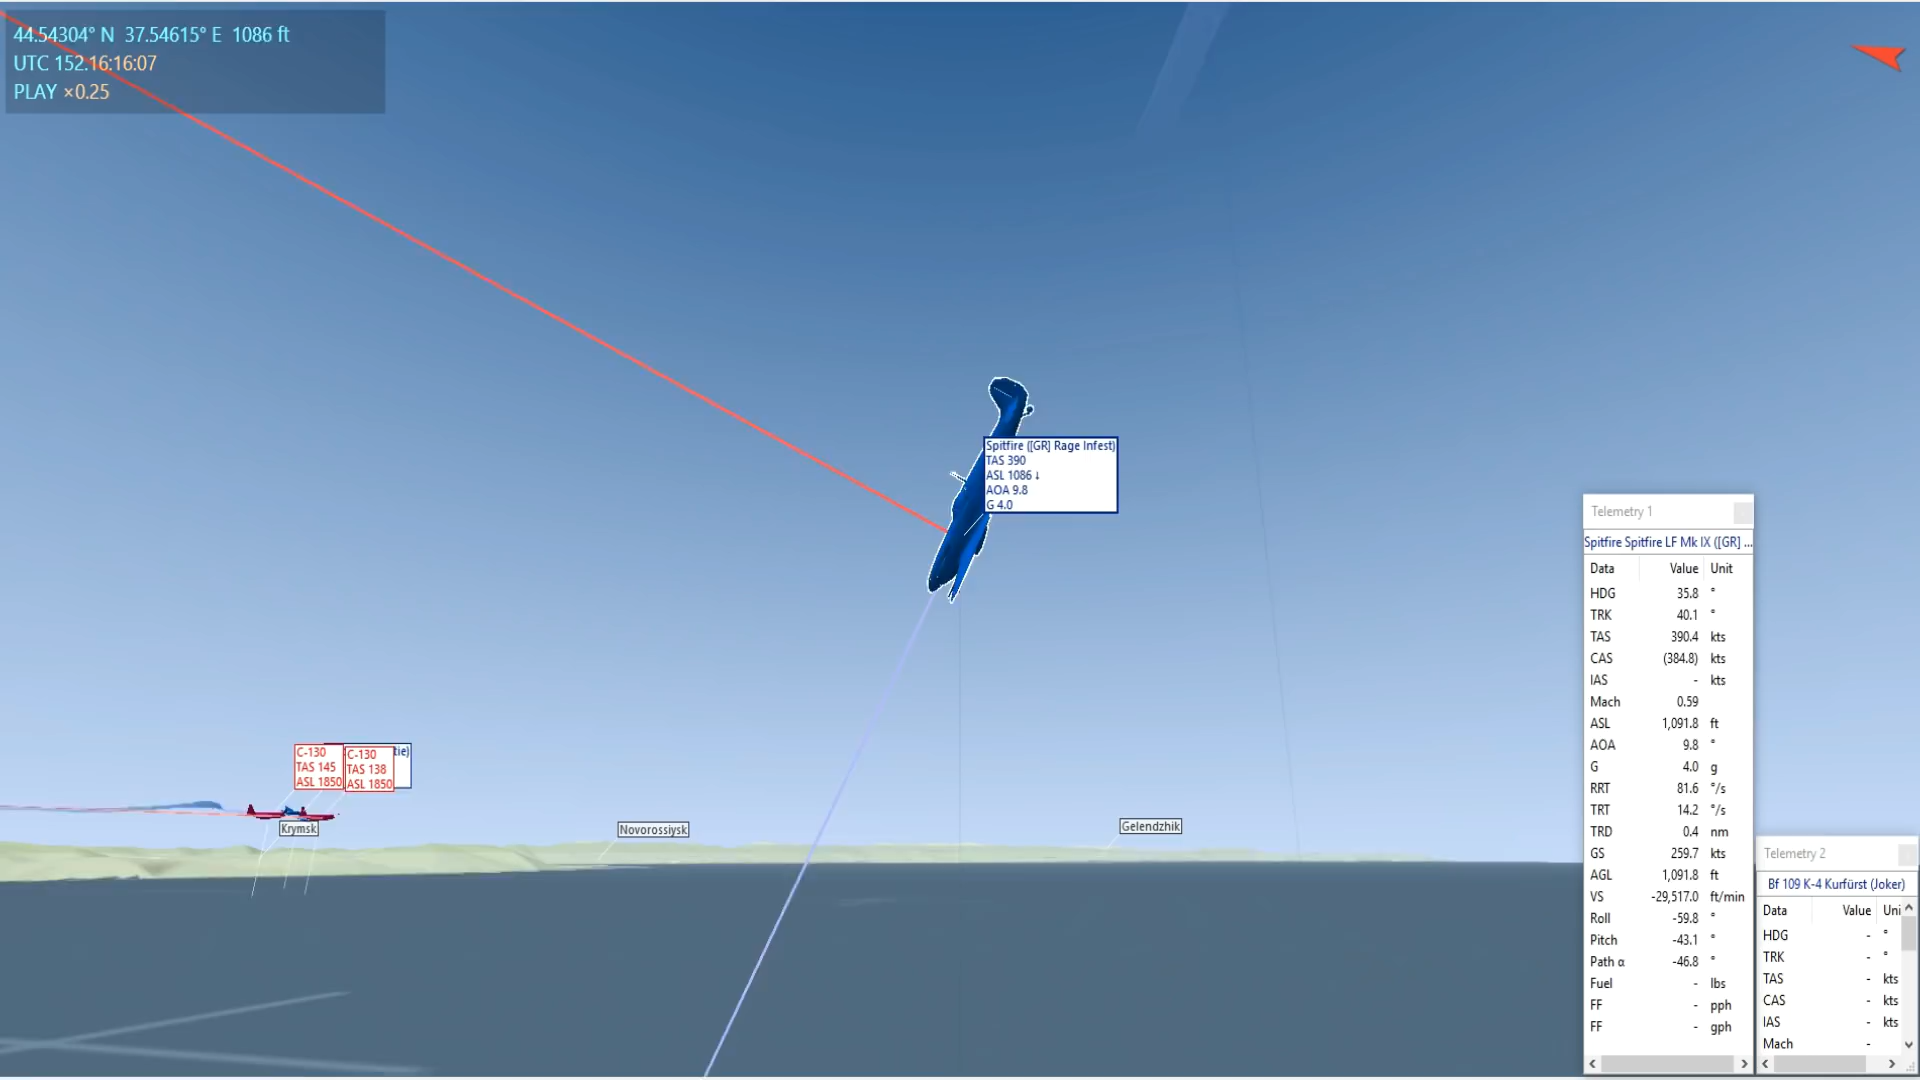 44.54304° N 37.54615° E 1086 ft
UTC 152.16:16:07
PLAY ×0.25
Spitfire ([GR] Rage Infest)
TAS 390
ASL 1086 ↓
AOA 9.8
G 4.0
C-130
TAS 145
ASL 1850
C-130
TAS 138
ASL 1850
tie)
Krymsk
Novorossiysk
Gelendzhik
Telemetry 1
Spitfire Spitfire LF Mk IX ([GR] ...
Data Value Unit
HDG 35.8 °
TRK 40.1 °
TAS 390.4 kts
CAS (384.8) kts
IAS - kts
Mach 0.59
ASL 1,091.8 ft
AOA 9.8 °
G 4.0 g
RRT 81.6 °/s
TRT 14.2 °/s
TRD 0.4 nm
GS 259.7 kts
AGL 1,091.8 ft
VS -29,517.0 ft/min
Roll -59.8 °
Pitch -43.1 °
Path α -46.8 °
Fuel - lbs
FF - pph
FF - gph
Telemetry 2
Bf 109 K-4 Kurfürst (Joker)
Data Value Uni
HDG - °
TRK - °
TAS - kts
CAS - kts
IAS - kts
Mach -